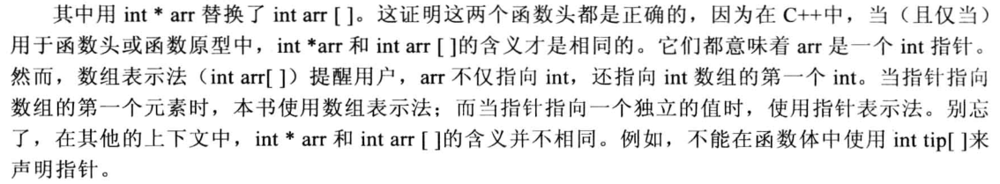 其中用 int * arr 替换了 int arr [ ]。这证明这两个函数头都是正确的，因为在 C++中，当（且仅当）
用于函数头或函数原型中，int *arr 和 int arr [ ]的含义才是相同的。它们都意味着 arr 是一个 int 指针。
然而，数组表示法（int arr[ ]）提醒用户，arr 不仅指向 int，还指向 int 数组的第一个 int。当指针指向
数组的第一个元素时，本书使用数组表示法；而当指针指向一个独立的值时，使用指针表示法。别忘
了，在其他的上下文中，int * arr 和 int arr [ ]的含义并不相同。例如，不能在函数体中使用 int tip[ ]来
声明指针。